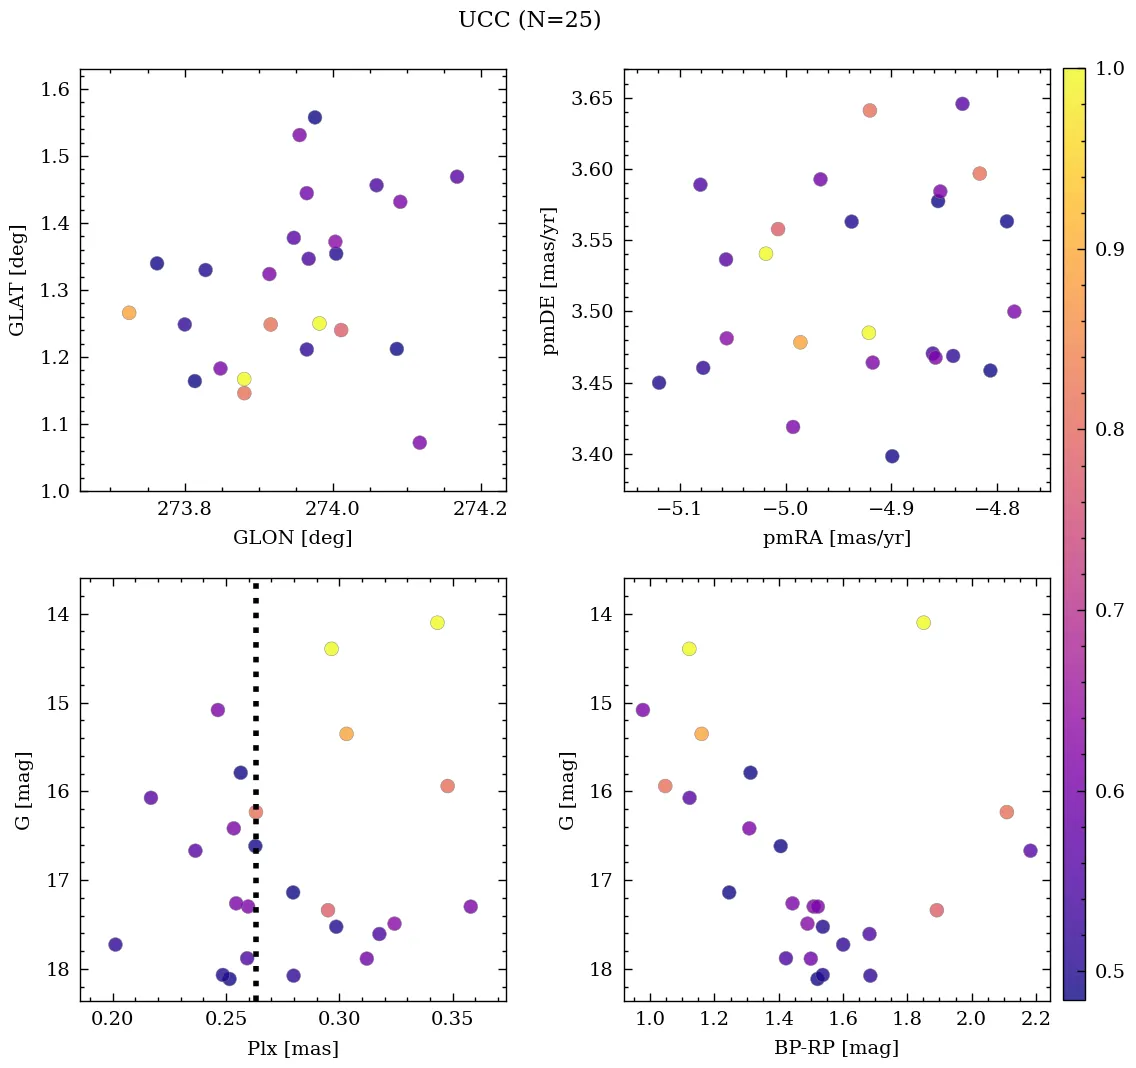 UCC (N=25)
1.6
1.5
1.4
1.3
1.2
1.1
1.0
GLAT [deg]
273.8 274.0 274.2
GLON [deg]
3.65
3.60
3.55
3.50
3.45
3.40
pmDE [mas/yr]
−5.1 −5.0 −4.9 −4.8
pmRA [mas/yr]
14
15
16
17
18
G [mag]
0.20 0.25 0.30 0.35
Plx [mas]
14
15
16
17
18
G [mag]
1.0 1.2 1.4 1.6 1.8 2.0 2.2
BP-RP [mag]
1.0
0.9
0.8
0.7
0.6
0.5